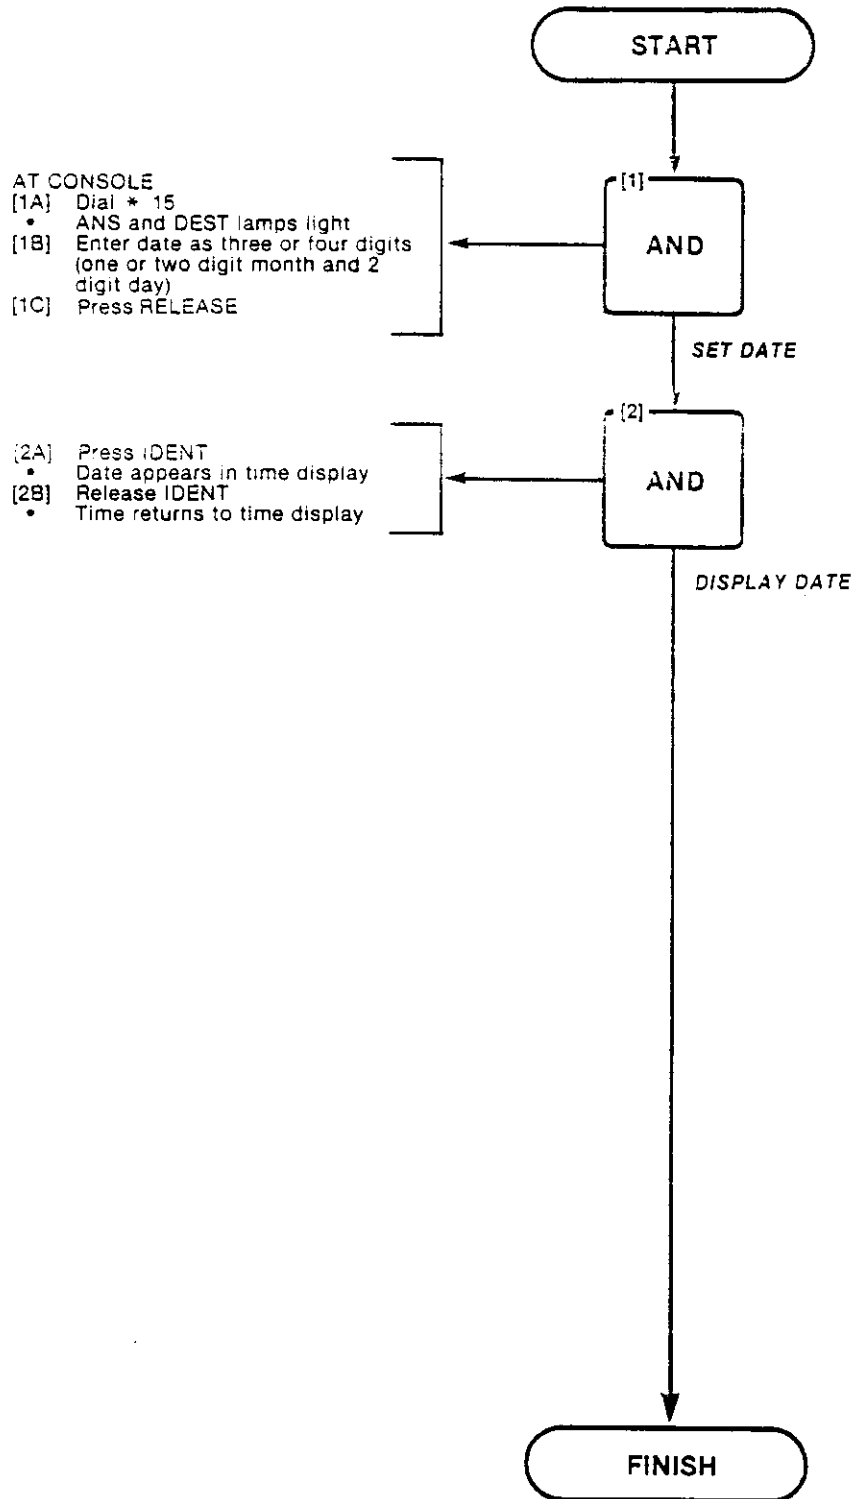 START
AT CONSOLE
[1A] Dial * 15
• ANS and DEST lamps light
[1B] Enter date as three or four digits
(one or two digit month and 2
digit day)
[1C] Press RELEASE
[1]
AND
SET DATE
[2A] Press IDENT
• Date appears in time display
[2B] Release IDENT
• Time returns to time display
[2]
AND
DISPLAY DATE
FINISH